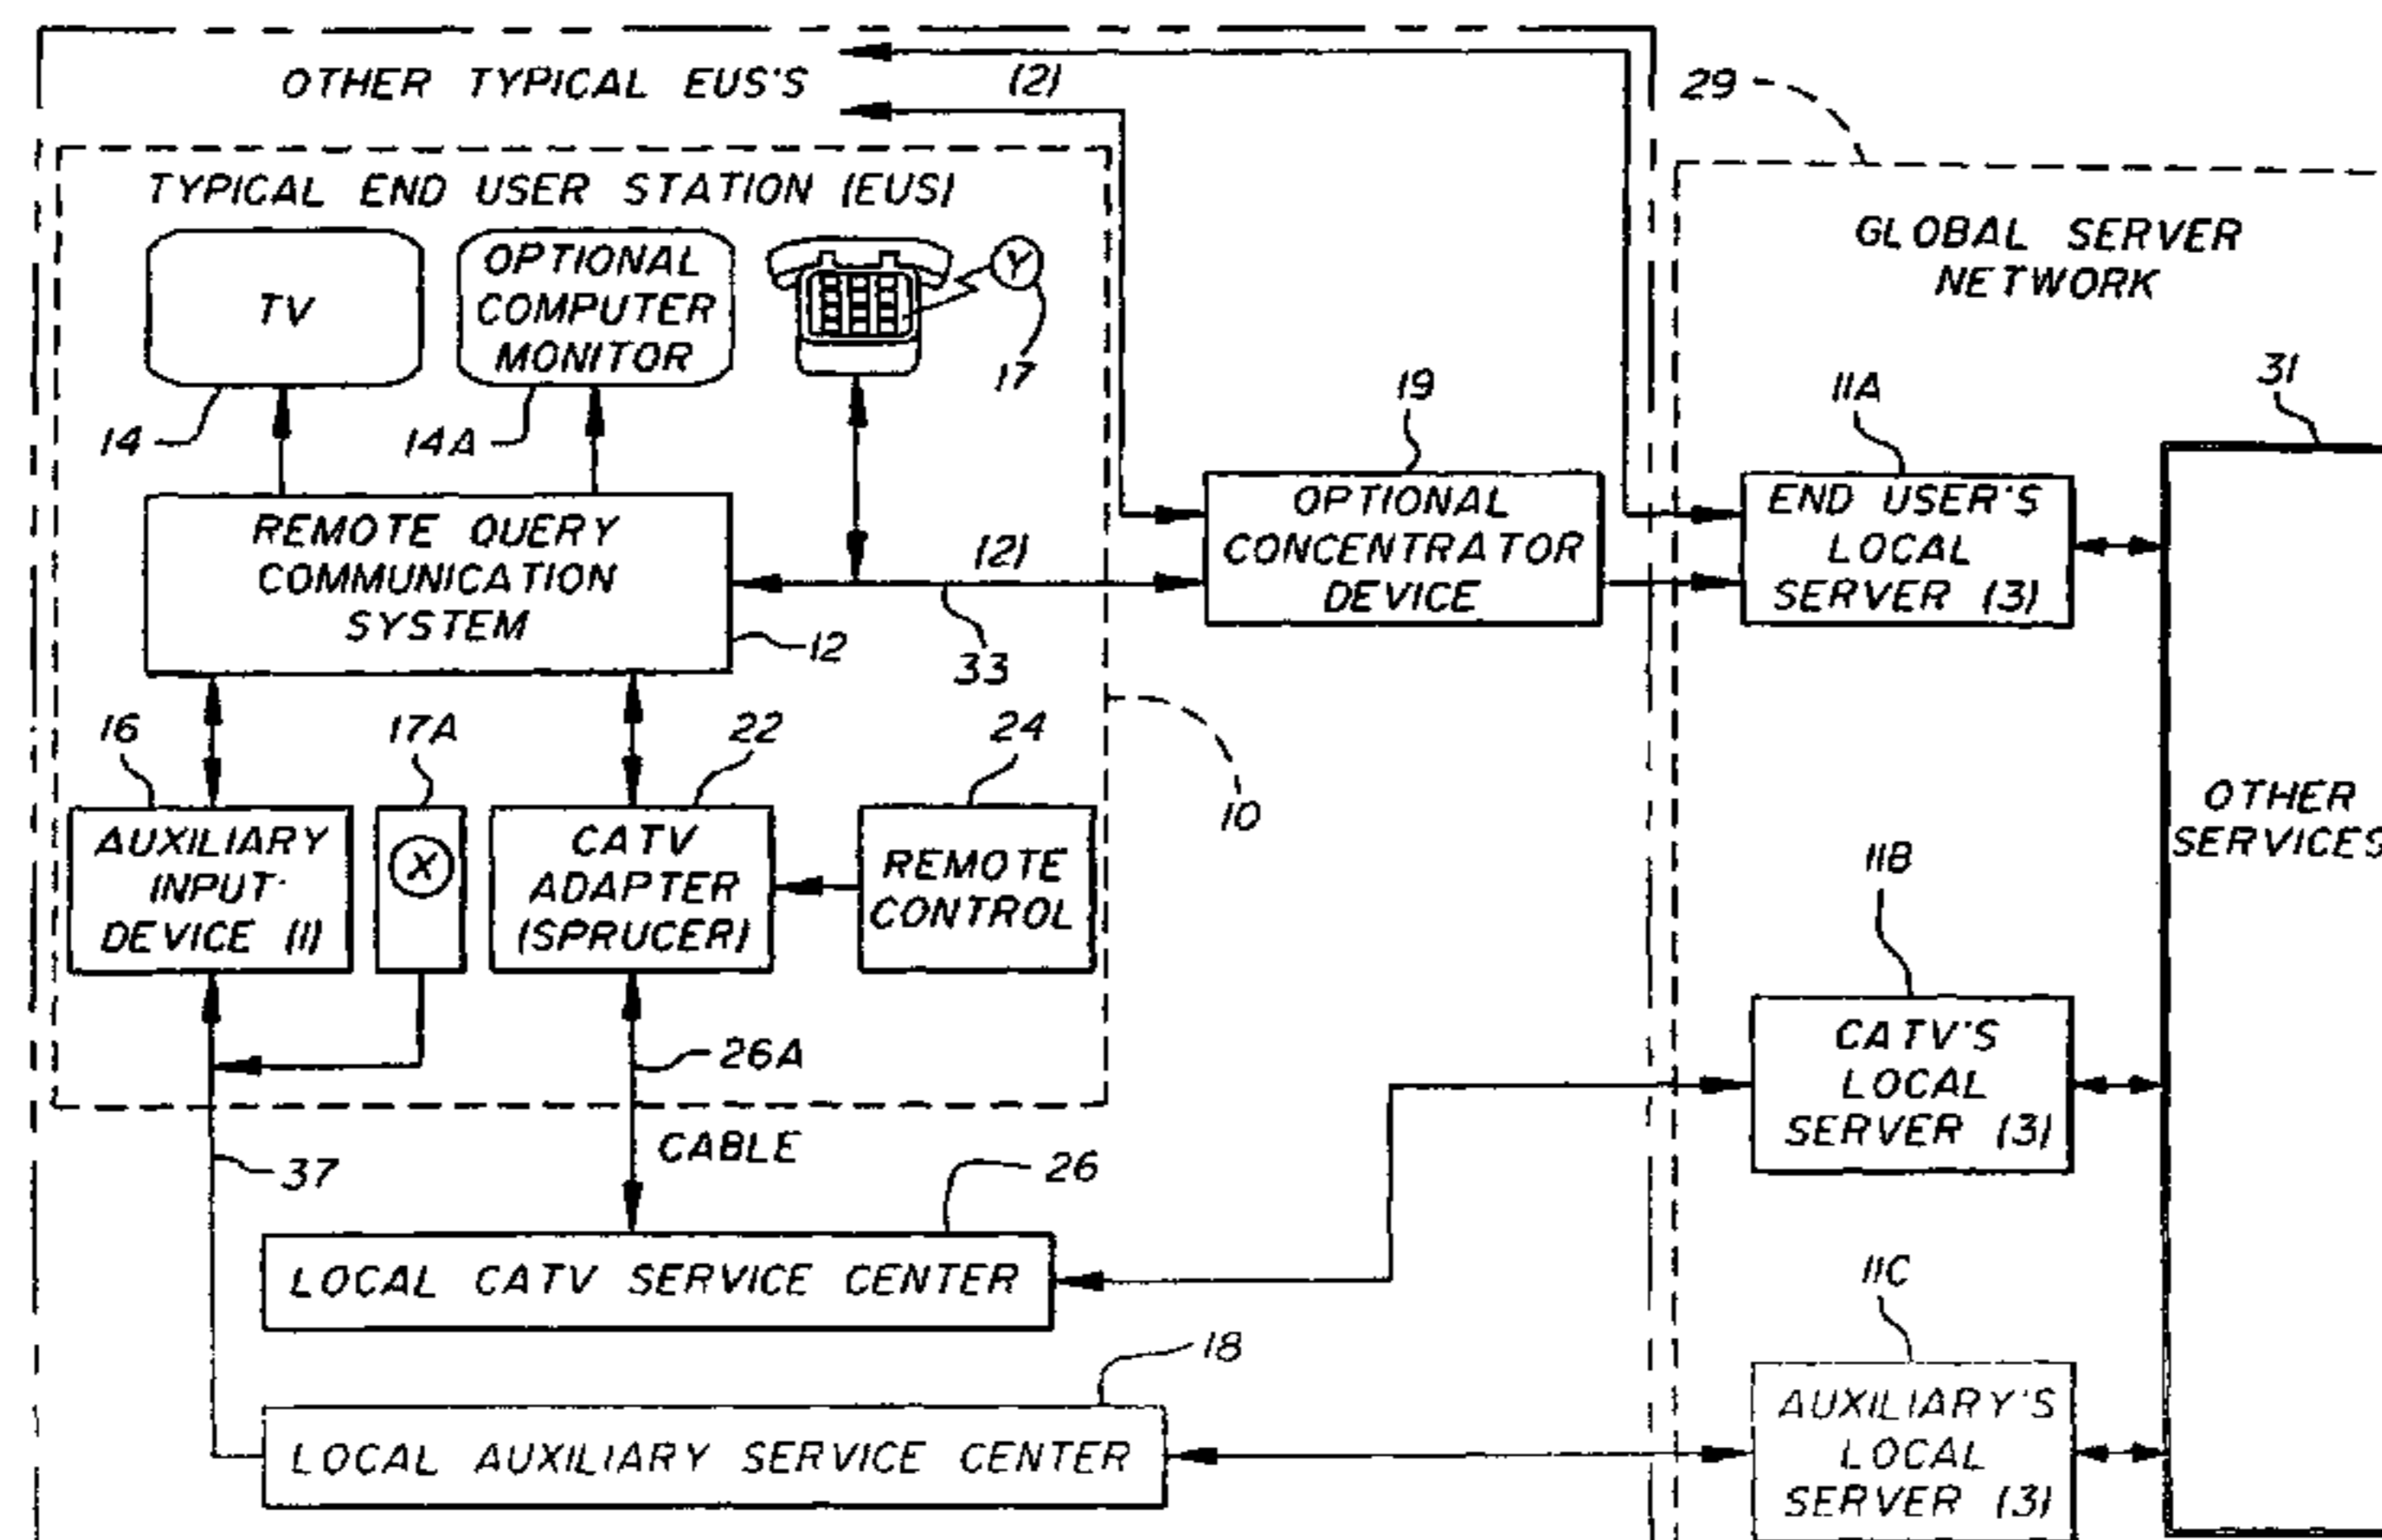 OTHER TYPICAL EUS'S
(2)
29
TYPICAL END USER STATION (EUS)
GLOBAL SERVER
NETWORK
TV
OPTIONAL
COMPUTER
MONITOR
Y
17
14
14A
19
11A
31
REMOTE QUERY
COMMUNICATION
SYSTEM
12
(2)
33
OPTIONAL
CONCENTRATOR
DEVICE
END USER'S
LOCAL
SERVER (3)
16
17A
22
24
10
AUXILIARY
INPUT
DEVICE (1)
X
CATV
ADAPTER
(SPRUCER)
REMOTE
CONTROL
OTHER
SERVICES
11B
26A
CATV'S
LOCAL
SERVER (3)
CABLE
37
26
LOCAL CATV SERVICE CENTER
11C
18
LOCAL AUXILIARY SERVICE CENTER
AUXILIARY'S
LOCAL
SERVER (3)